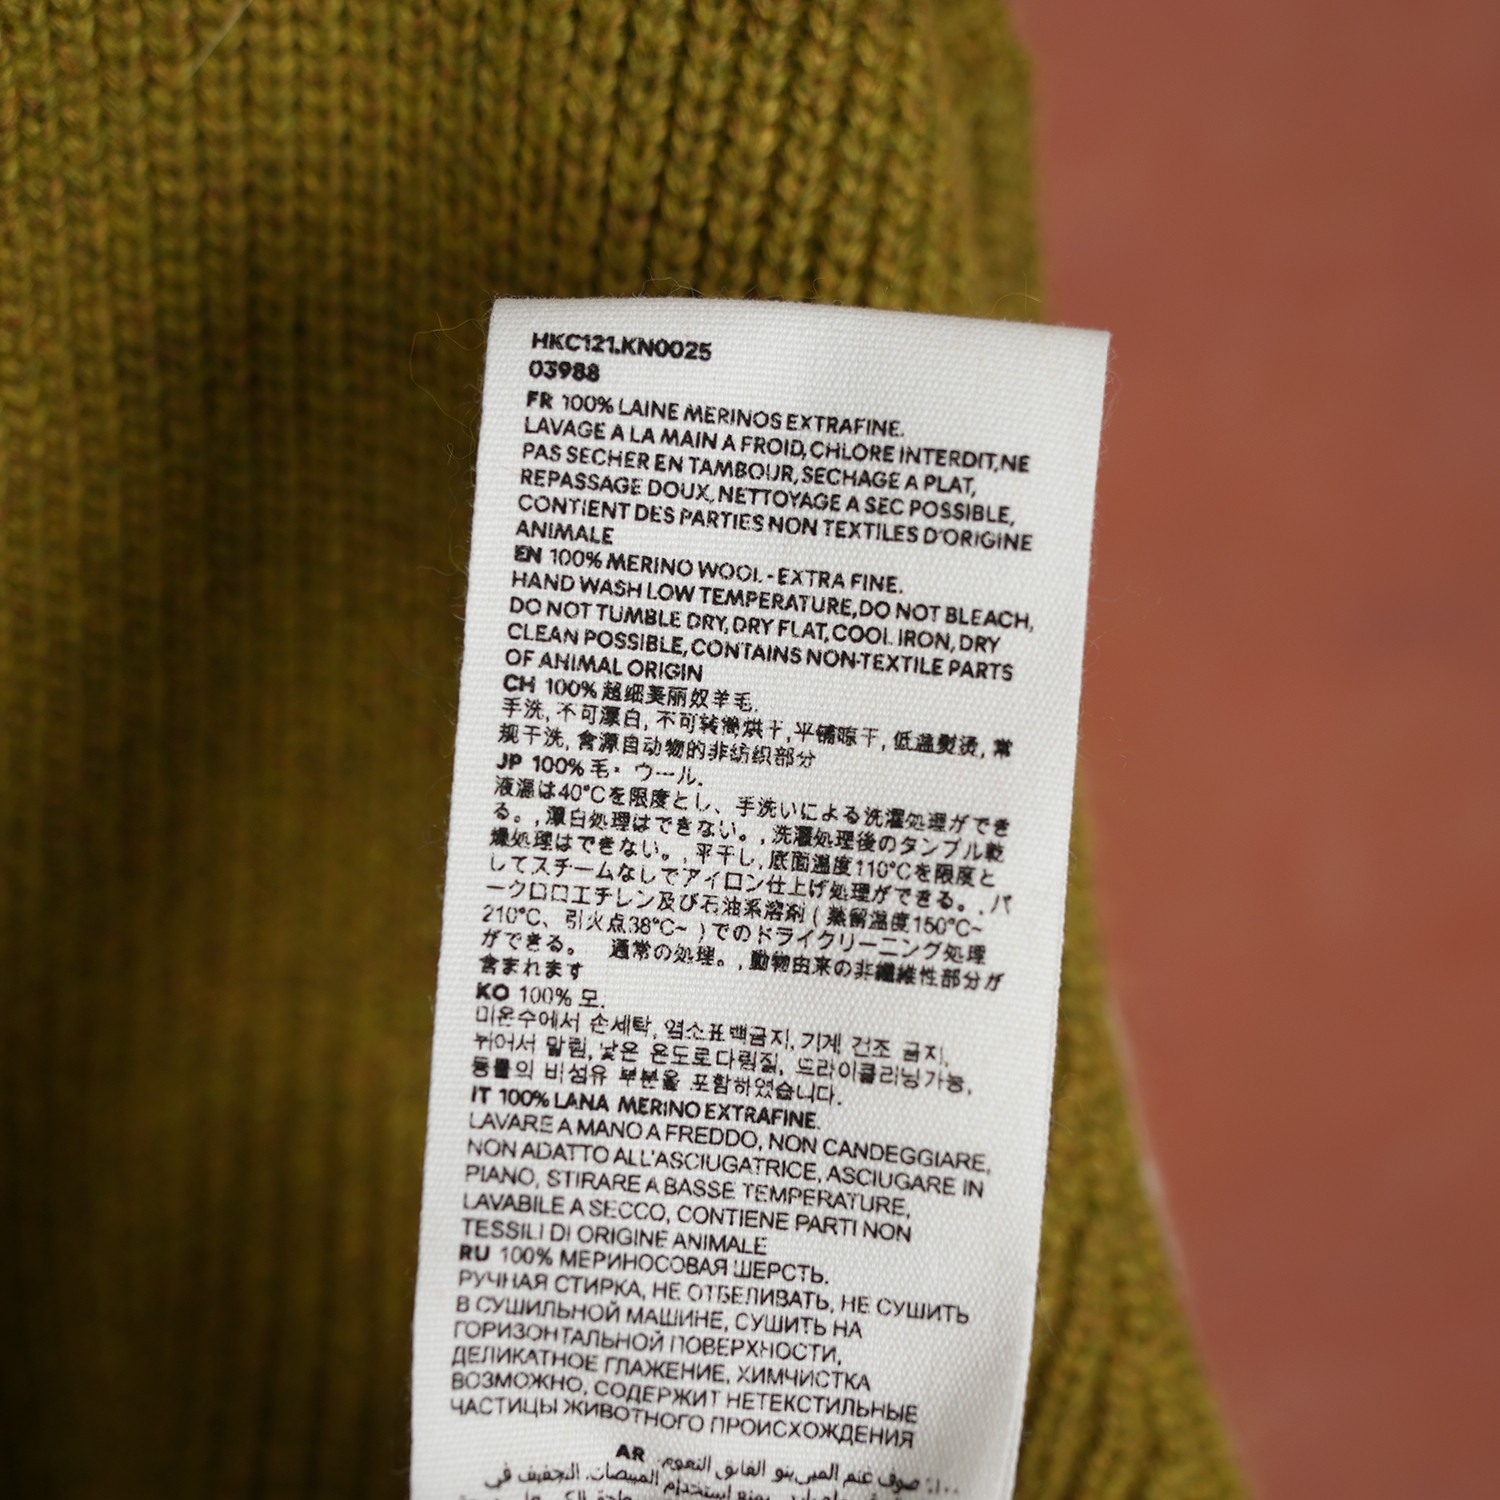 HKC121.KN0025
03988
FR 100% LAINE MERINOS EXTRAFINE.
LAVAGE A LA MAIN A FROID, CHLORE INTERDIT, NE
PAS SECHER EN TAMBOUR, SECHAGE A PLAT,
REPASSAGE DOUX, NETTOYAGE A SEC POSSIBLE,
CONTIENT DES PARTIES NON TEXTILES D'ORIGINE
ANIMALE
EN 100% MERINO WOOL - EXTRA FINE.
HAND WASH LOW TEMPERATURE, DO NOT BLEACH,
DO NOT TUMBLE DRY, DRY FLAT, COOL IRON, DRY
CLEAN POSSIBLE, CONTAINS NON-TEXTILE PARTS
OF ANIMAL ORIGIN
CH 100% 超细美丽奴羊毛.
手洗, 不可漂白, 不可转筒烘干, 平铺晾干, 低温熨烫, 常
规干洗, 含源自动物的非纺织部分
JP 100% 毛・ウール.
液温は40°Cを限度とし、手洗いによる洗濯処理ができ
る。, 漂白処理はできない。, 洗濯処理後のタンブル乾
燥処理はできない。, 平干し, 底面温度110°Cを限度と
してスチームなしでアイロン仕上げ処理ができる。, パ
ークロロエチレン及び石油系溶剤 ( 蒸留温度150°C~
210°C、引火点38°C~ ) でのドライクリーニング処理
ができる。 通常の処理。, 動物由来の非繊維性部分が
含まれます
KO 100% 모.
미온수에서 손세탁, 염소표백금지, 기계 건조 금지,
뉘어서 말림, 낮은 온도로다림질, 드라이클리닝가능,
동물의 비섬유 부분을 포함하였습니다.
IT 100% LANA MERINO EXTRAFINE.
LAVARE A MANO A FREDDO, NON CANDEGGIARE,
NON ADATTO ALL'ASCIUGATRICE, ASCIUGARE IN
PIANO, STIRARE A BASSE TEMPERATURE,
LAVABILE A SECCO, CONTIENE PARTI NON
TESSILI DI ORIGINE ANIMALE
RU 100% МЕРИНОСОВАЯ ШЕРСТЬ.
РУЧНАЯ СТИРКА, НЕ ОТБЕЛИВАТЬ, НЕ СУШИТЬ
В СУШИЛЬНОЙ МАШИНЕ, СУШИТЬ НА
ГОРИЗОНТАЛЬНОЙ ПОВЕРХНОСТИ,
ДЕЛИКАТНОЕ ГЛАЖЕНИЕ, ХИМЧИСТКА
ВОЗМОЖНО, СОДЕРЖИТ НЕТЕКСТИЛЬНЫЕ
ЧАСТИЦЫ ЖИВОТНОГО ПРОИСХОЖДЕНИЯ
AR
صوف غنم المرينو الفائق النعومة.
استخدام المبيضات، التجفيف في